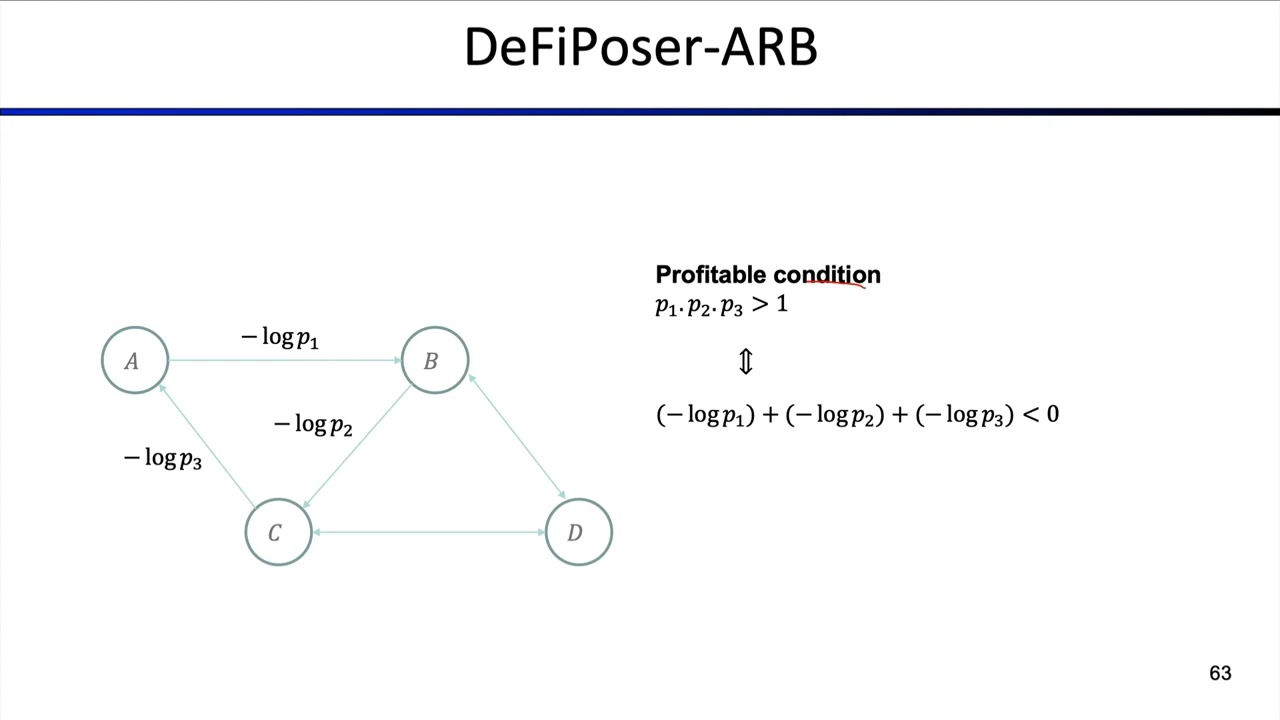 DeFiPoser-ARB
Profitable condition
p₁.p₂.p₃ > 1
⇕
(− log p₁) + (− log p₂) + (− log p₃) < 0
− log p₁
A
B
− log p₂
− log p₃
C
D
63